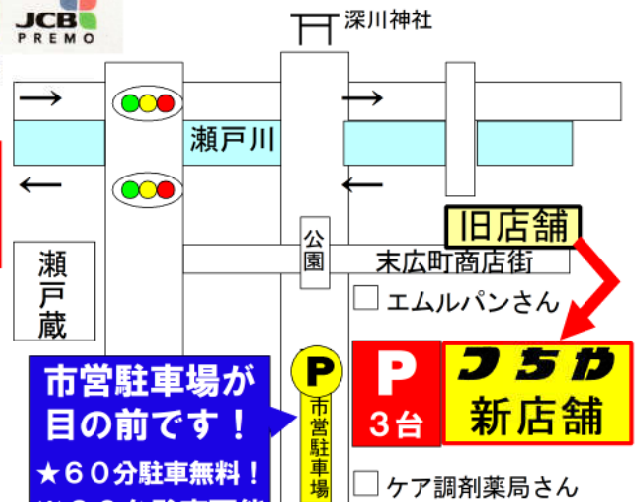 JCB
PREMO
深川神社
瀬戸川
公園
旧店舗
末広町商店街
瀬戸蔵
エムルパンさん
市営駐車場が
目の前です！
★６０分駐車無料！
P
市営駐車場
P
３台
つちや
新店舗
ケア調剤薬局さん